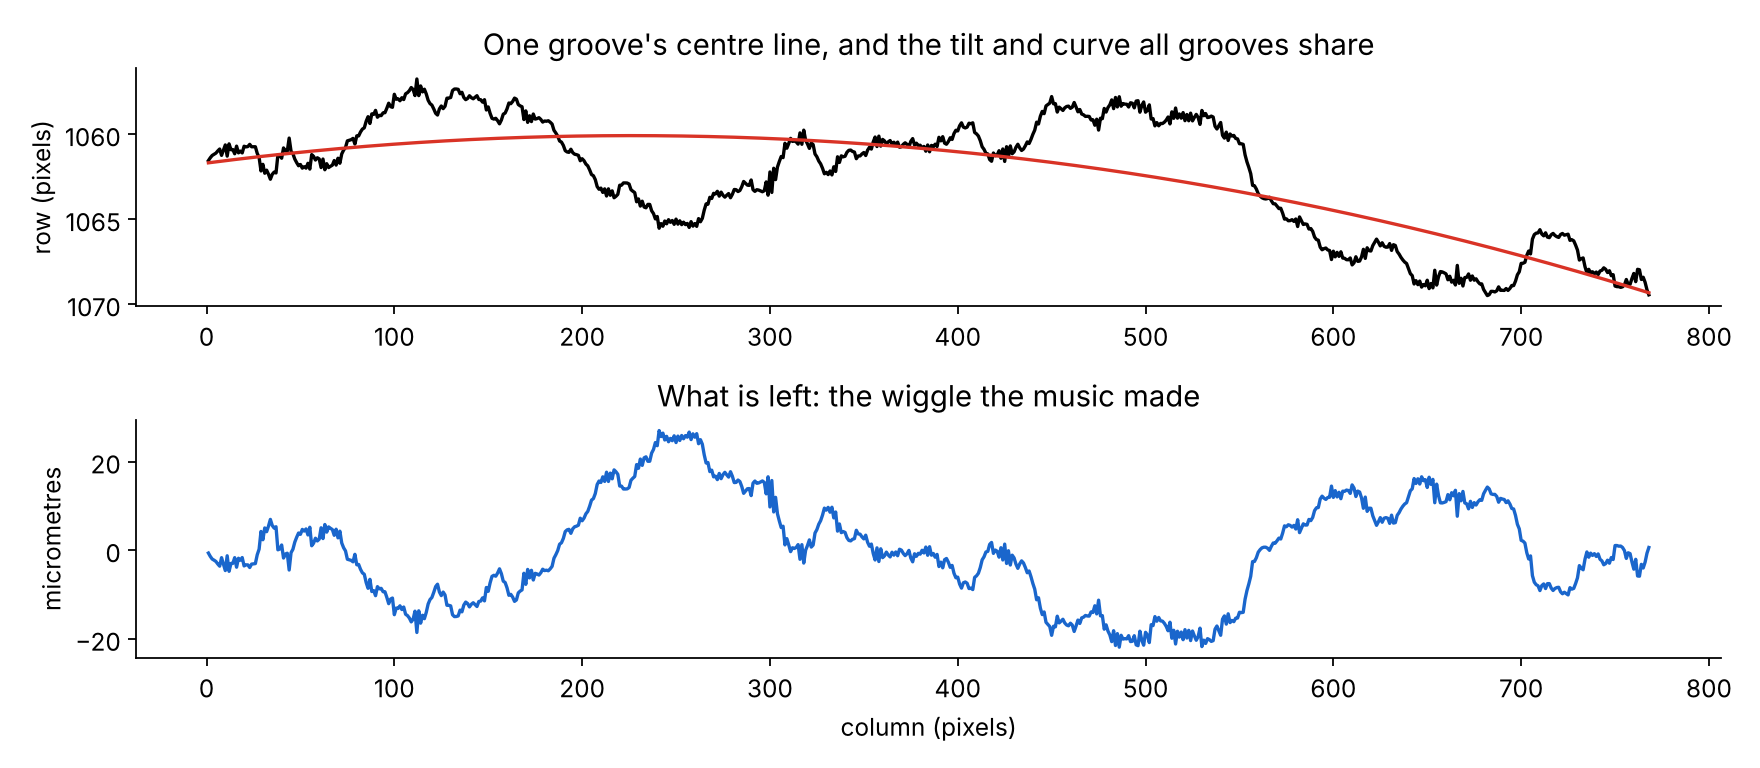 One groove's centre line, and the tilt and curve all grooves share
row (pixels)
1060
1065
1070
0 100 200 300 400 500 600 700 800
What is left: the wiggle the music made
micrometres
20
0
−20
0 100 200 300 400 500 600 700 800
column (pixels)